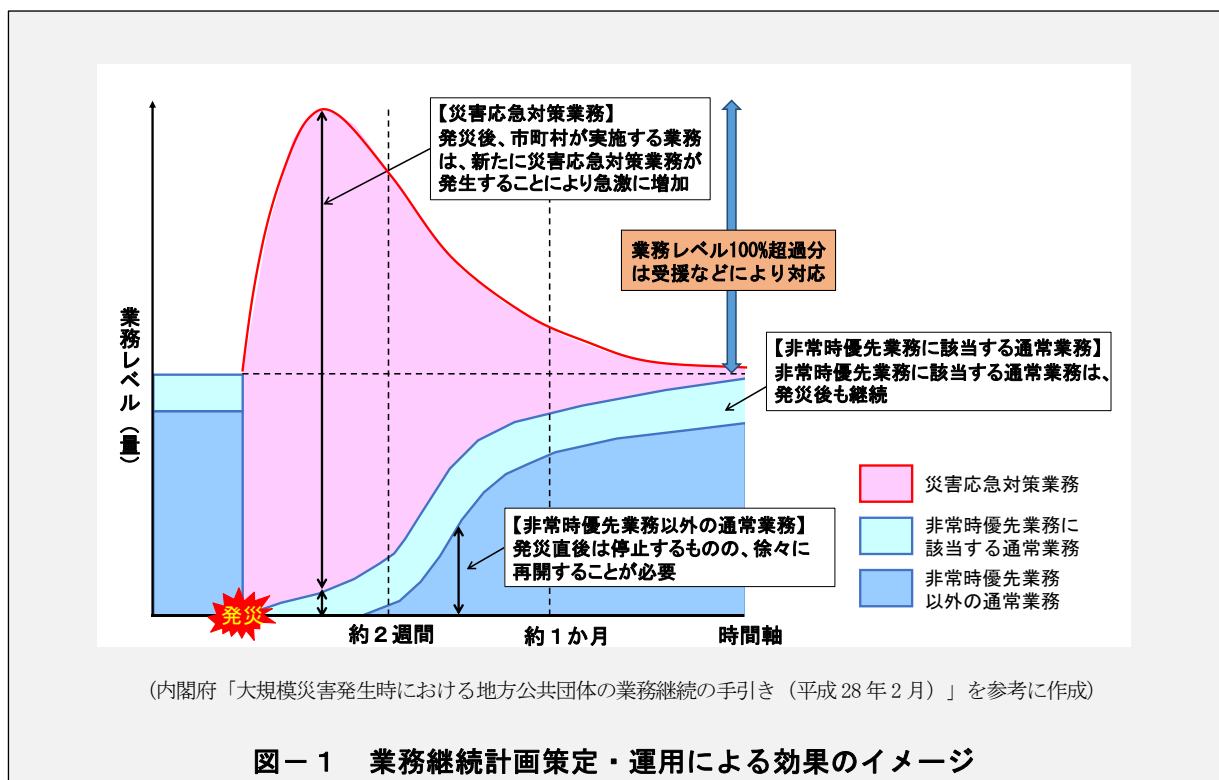 【災害応急対策業務】
発災後、市町村が実施する業務
は、新たに災害応急対策業務が
発生することにより急激に増加
業務レベル100%超過分
は受援などにより対応
業務レベル（量）
【非常時優先業務に該当する通常業務】
非常時優先業務に該当する通常業務は、
発災後も継続
災害応急対策業務
非常時優先業務に
該当する通常業務
非常時優先業務
以外の通常業務
【非常時優先業務以外の通常業務】
発災直後は停止するものの、徐々に
再開することが必要
発災
約２週間
約１か月
時間軸
（内閣府「大規模災害発生時における地方公共団体の業務継続の手引き（平成 28 年 2 月）」を参考に作成）
図－１　業務継続計画策定・運用による効果のイメージ